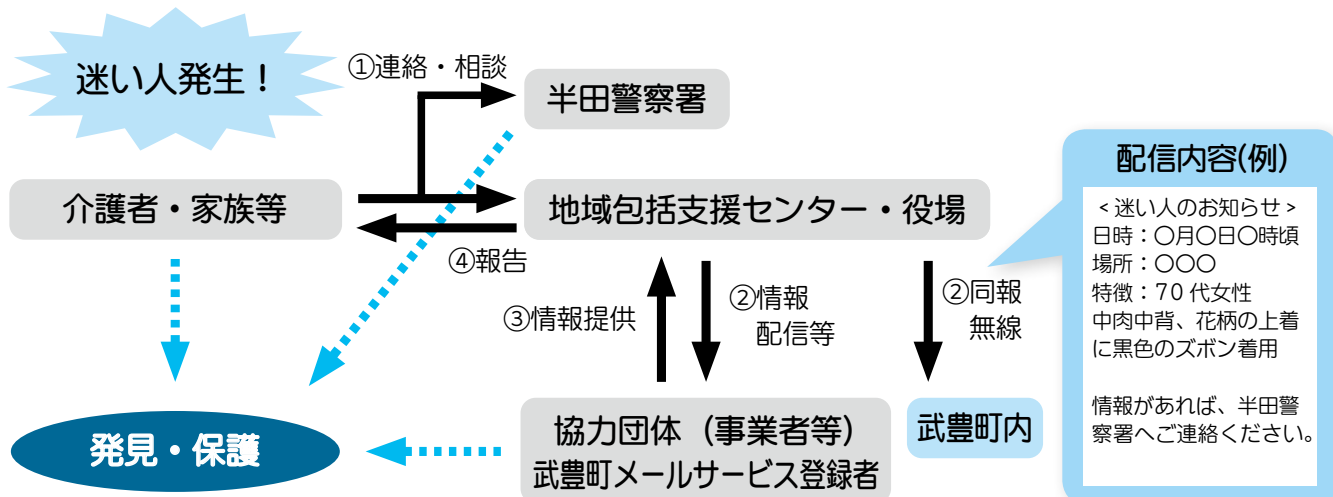 迷い人発生！
①連絡・相談
半田警察署
介護者・家族等
地域包括支援センター・役場
④報告
③情報提供
②情報
配信等
②同報
無線
発見・保護
協力団体（事業者等）
武豊町メールサービス登録者
武豊町内
配信内容(例)
＜迷い人のお知らせ＞
日時：〇月〇日〇時頃
場所：〇〇〇
特徴：70 代女性
中肉中背、花柄の上着
に黒色のズボン着用
情報があれば、半田警
察署へご連絡ください。